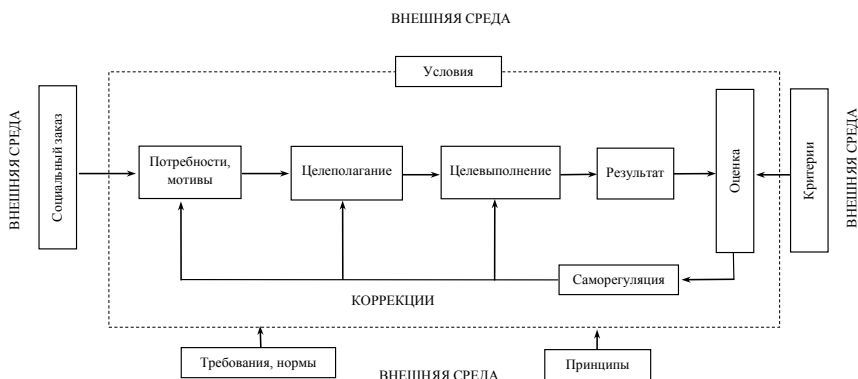 ВНЕШНЯЯ СРЕДА
Условия
ВНЕШНЯЯ СРЕДА
Социальный заказ
Потребности,
мотивы
Целеполагание
Целевыполнение
Результат
Оценка
Критерии
ВНЕШНЯЯ СРЕДА
Саморегуляция
КОРРЕКЦИИ
Требования, нормы
ВНЕШНЯЯ СРЕДА
Принципы